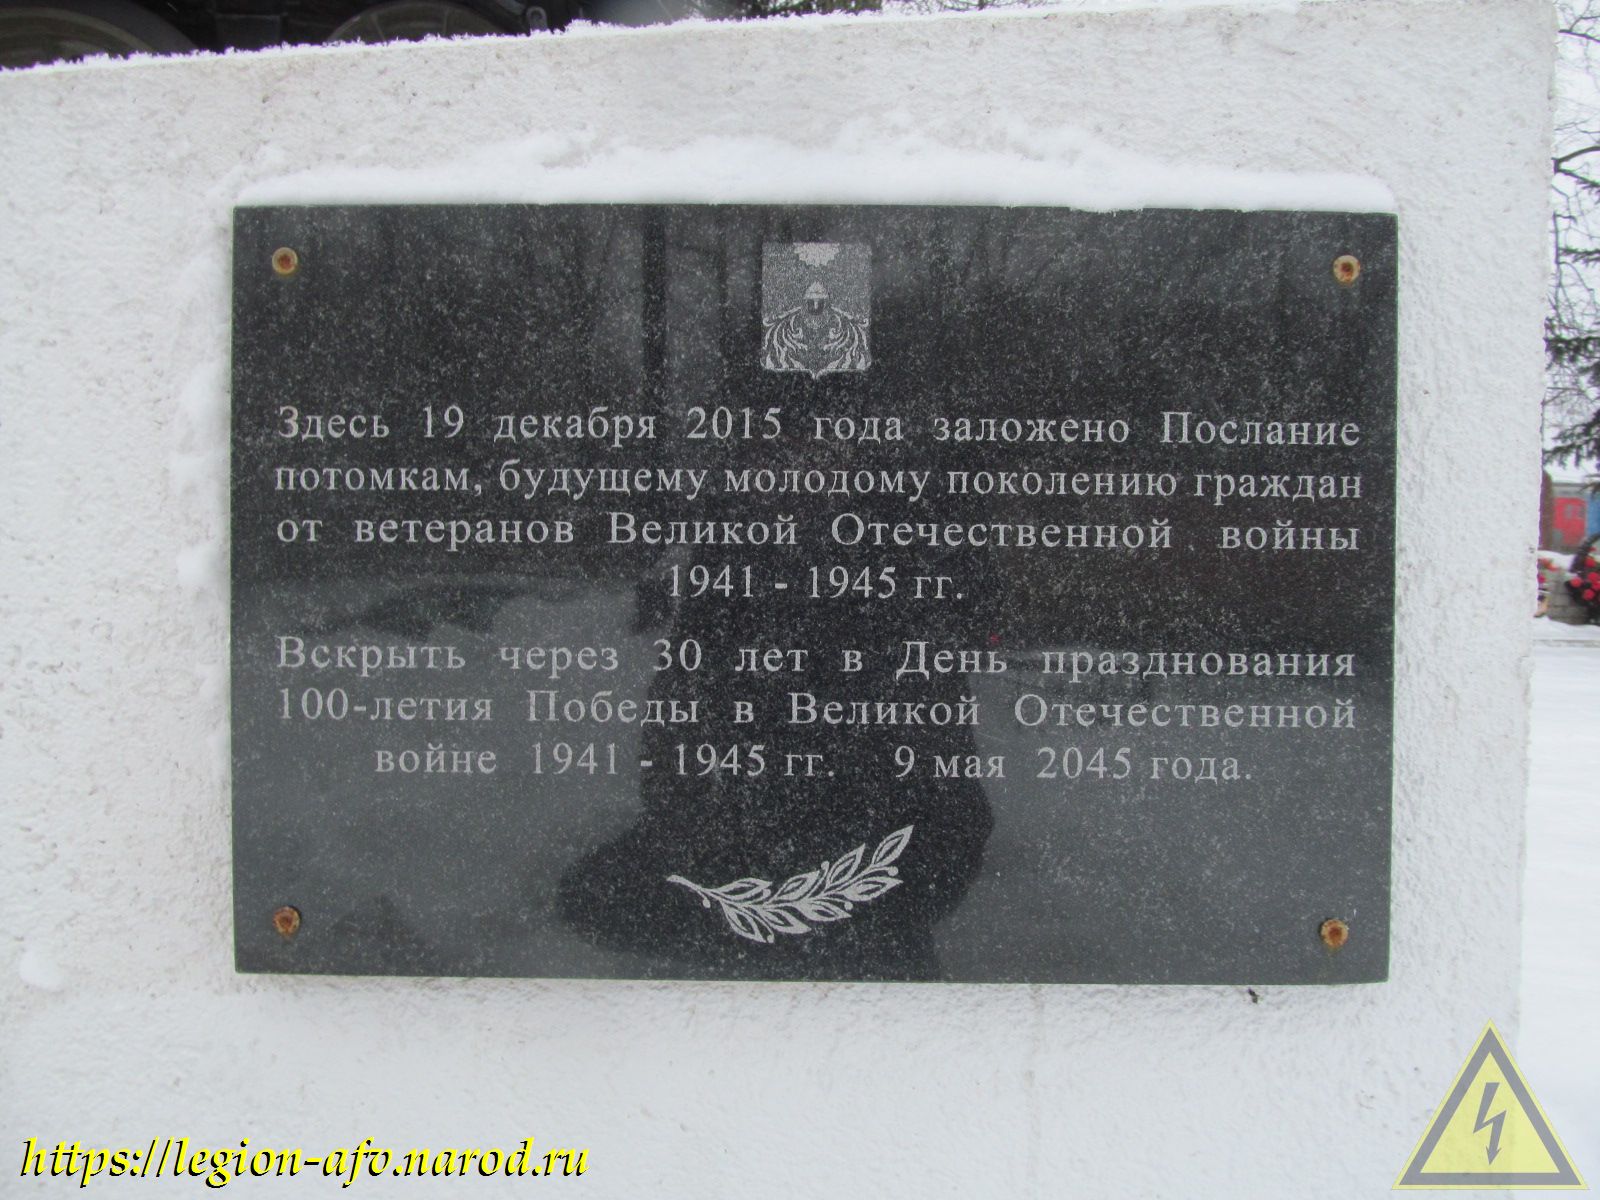 Здесь 19 декабря 2015 года заложено Послание
потомкам, будущему молодому поколению граждан
от ветеранов Великой Отечественной войны
1941 - 1945 гг.
Вскрыть через 30 лет в День празднования
100-летия Победы в Великой Отечественной
войне 1941 - 1945 гг. 9 мая 2045 года.
https://legion-afv.narod.ru